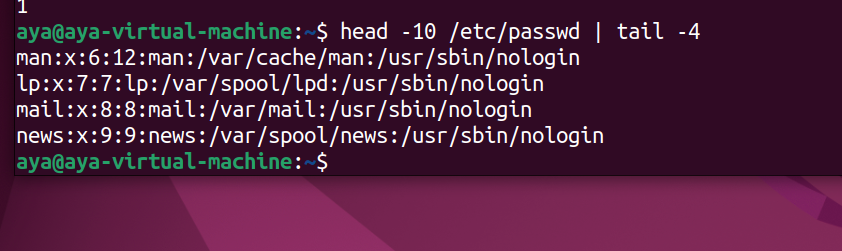 1
aya@aya-virtual-machine:~$ head -10 /etc/passwd | tail -4
man:x:6:12:man:/var/cache/man:/usr/sbin/nologin
lp:x:7:7:lp:/var/spool/lpd:/usr/sbin/nologin
mail:x:8:8:mail:/var/mail:/usr/sbin/nologin
news:x:9:9:news:/var/spool/news:/usr/sbin/nologin
aya@aya-virtual-machine:~$